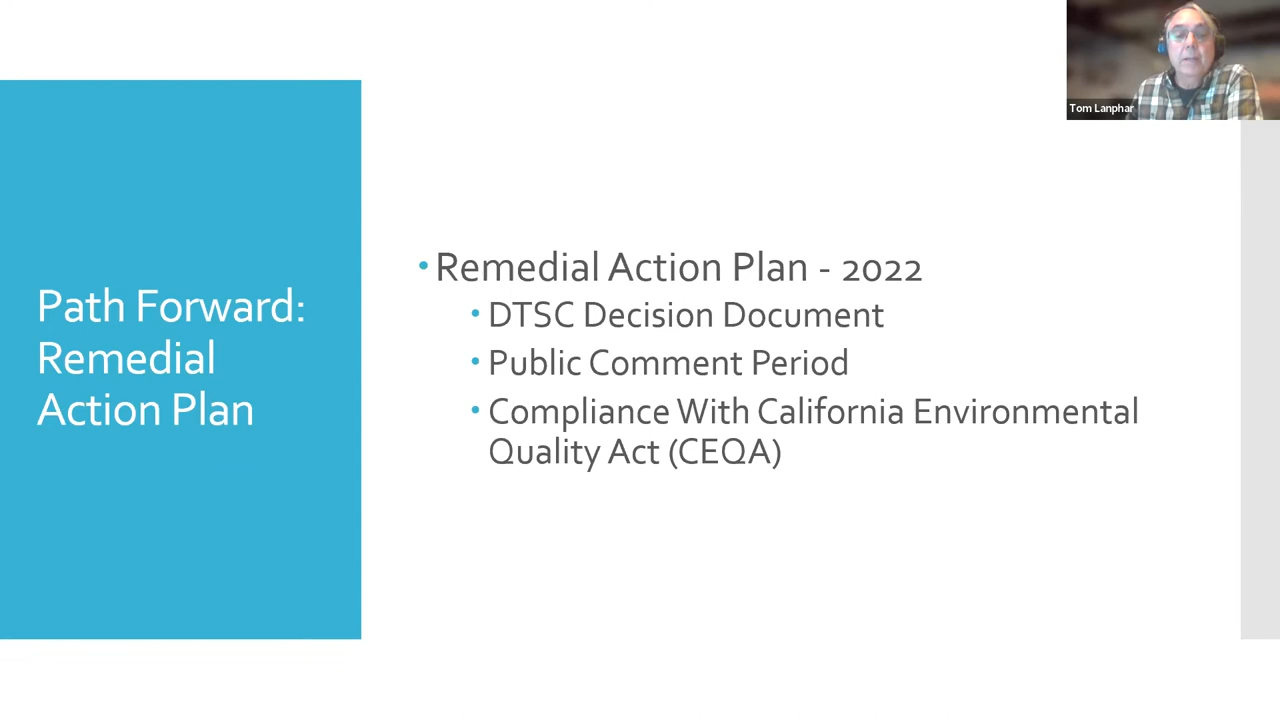 Tom Lanphar
Path Forward:
Remedial
Action Plan
• Remedial Action Plan - 2022
• DTSC Decision Document
• Public Comment Period
• Compliance With California Environmental
Quality Act (CEQA)